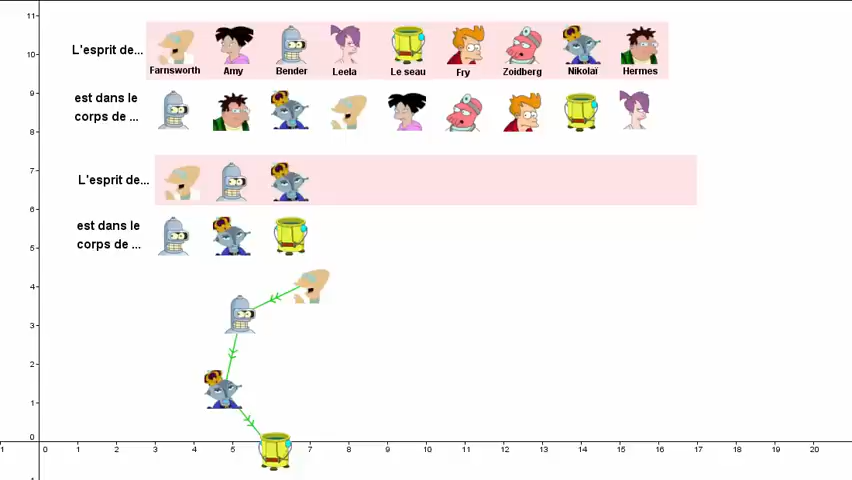 L'esprit de...
Farnsworth Amy Bender Leela Le seau Fry Zoidberg Nikolaï Hermes
est dans le
corps de ...
L'esprit de...
est dans le
corps de ...
11
10
9
8
7
6
5
4
3
2
1
0
1 0 1 2 3 4 5 6 7 8 9 10 11 12 13 14 15 16 17 18 19 20